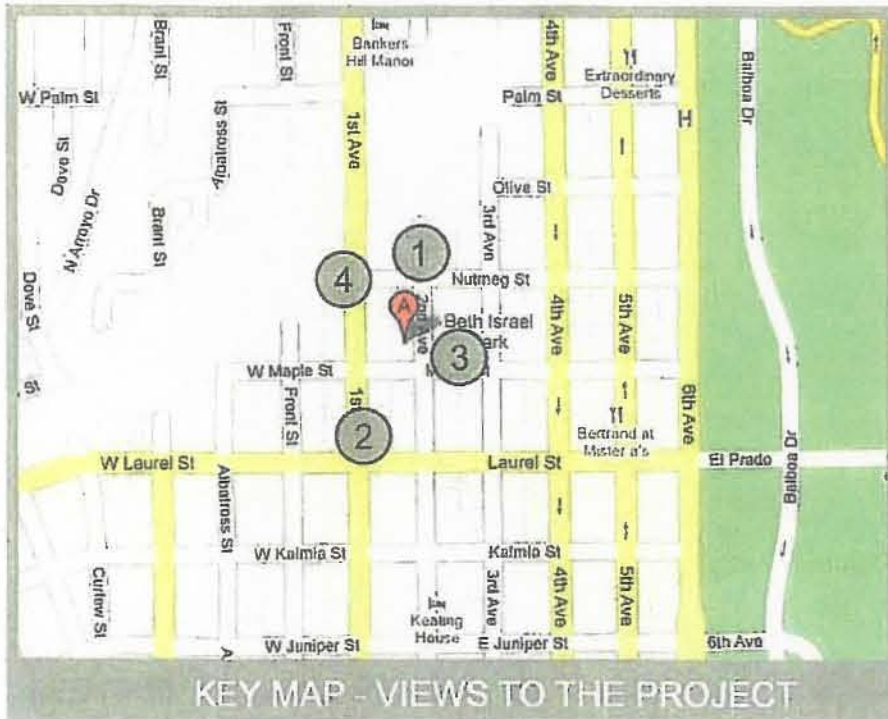 Brant St
Front St
Bankers
Hill Manor
4th Ave
Extraordinary
Desserts
Balboa Dr
W Palm St
Palm St
H
Dove St
Albatross St
1st Ave
Olive St
N Arroyo Dr
Brant St
3rd Ave
1
4
Nutmeg St
Dove St
A
2nd Ave
Beth Israel
4th Ave
5th Ave
3
W Maple St
6th Ave
St
Front St
1st
2
Bertrand at
Mister a's
W Laurel St
Laurel St
El Prado
Balboa Dr
Albatross St
W Kalmia St
Kalmia St
Curlew St
3rd Ave
4th Ave
5th Ave
Keating
House
W Juniper St
E Juniper St
6th Ave
A
KEY MAP - VIEWS TO THE PROJECT